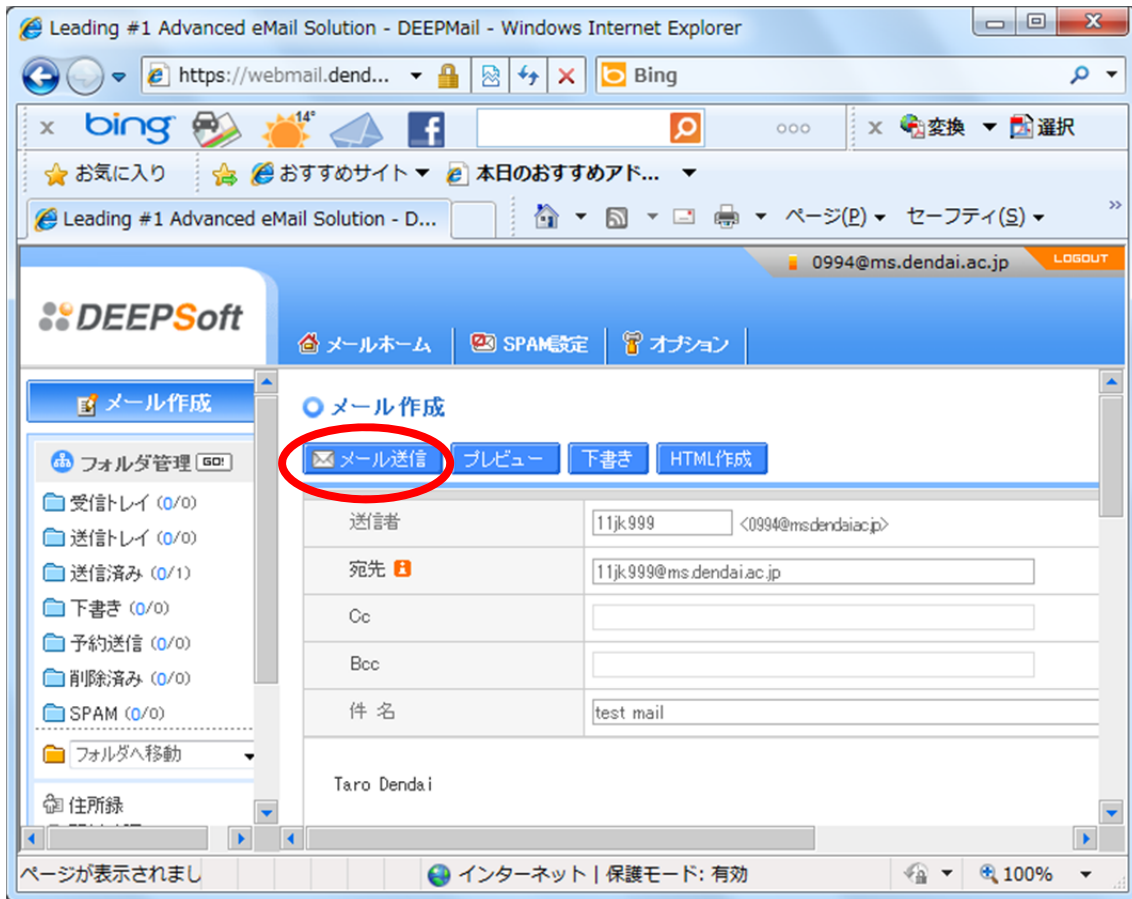 Leading #1 Advanced eMail Solution - DEEPMail - Windows Internet Explorer
https://webmail.dend...
Bing
x bing 14° f ooo x 変換 選択
お気に入り おすすめサイト 本日のおすすめアド...
Leading #1 Advanced eMail Solution - D... ページ(P) セーフティ(S) »
0994@ms.dendai.ac.jp LOGOUT
DEEPSoft
メールホーム SPAM設定 オプション
メール作成
フォルダ管理 GO!
受信トレイ (0/0)
送信トレイ (0/0)
送信済み (0/1)
下書き (0/0)
予約送信 (0/0)
削除済み (0/0)
SPAM (0/0)
フォルダへ移動
住所録
メール作成
メール送信 プレビュー 下書き HTML作成
送信者 11jk999 <0994@ms.dendai.ac.jp>
宛先 11jk999@ms.dendai.ac.jp
Cc
Bcc
件 名 test mail
Taro Dendai
ページが表示されまし インターネット | 保護モード: 有効 100%